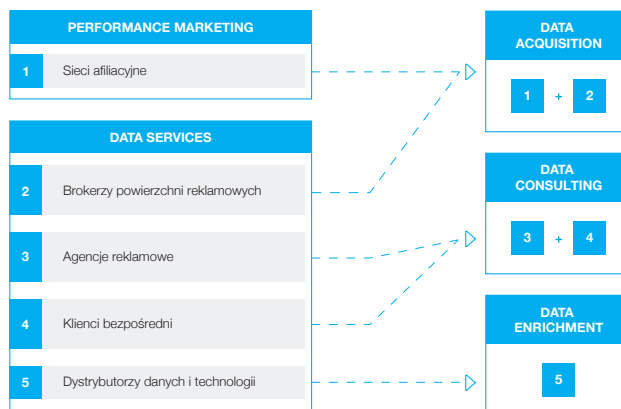 PERFORMANCE MARKETING
1 Sieci afiliacyjne
DATA SERVICES
2 Brokerzy powierzchni reklamowych
3 Agencje reklamowe
4 Klienci bezpośredni
5 Dystrybutorzy danych i technologii
DATA
ACQUISITION
1 + 2
DATA
CONSULTING
3 + 4
DATA
ENRICHMENT
5